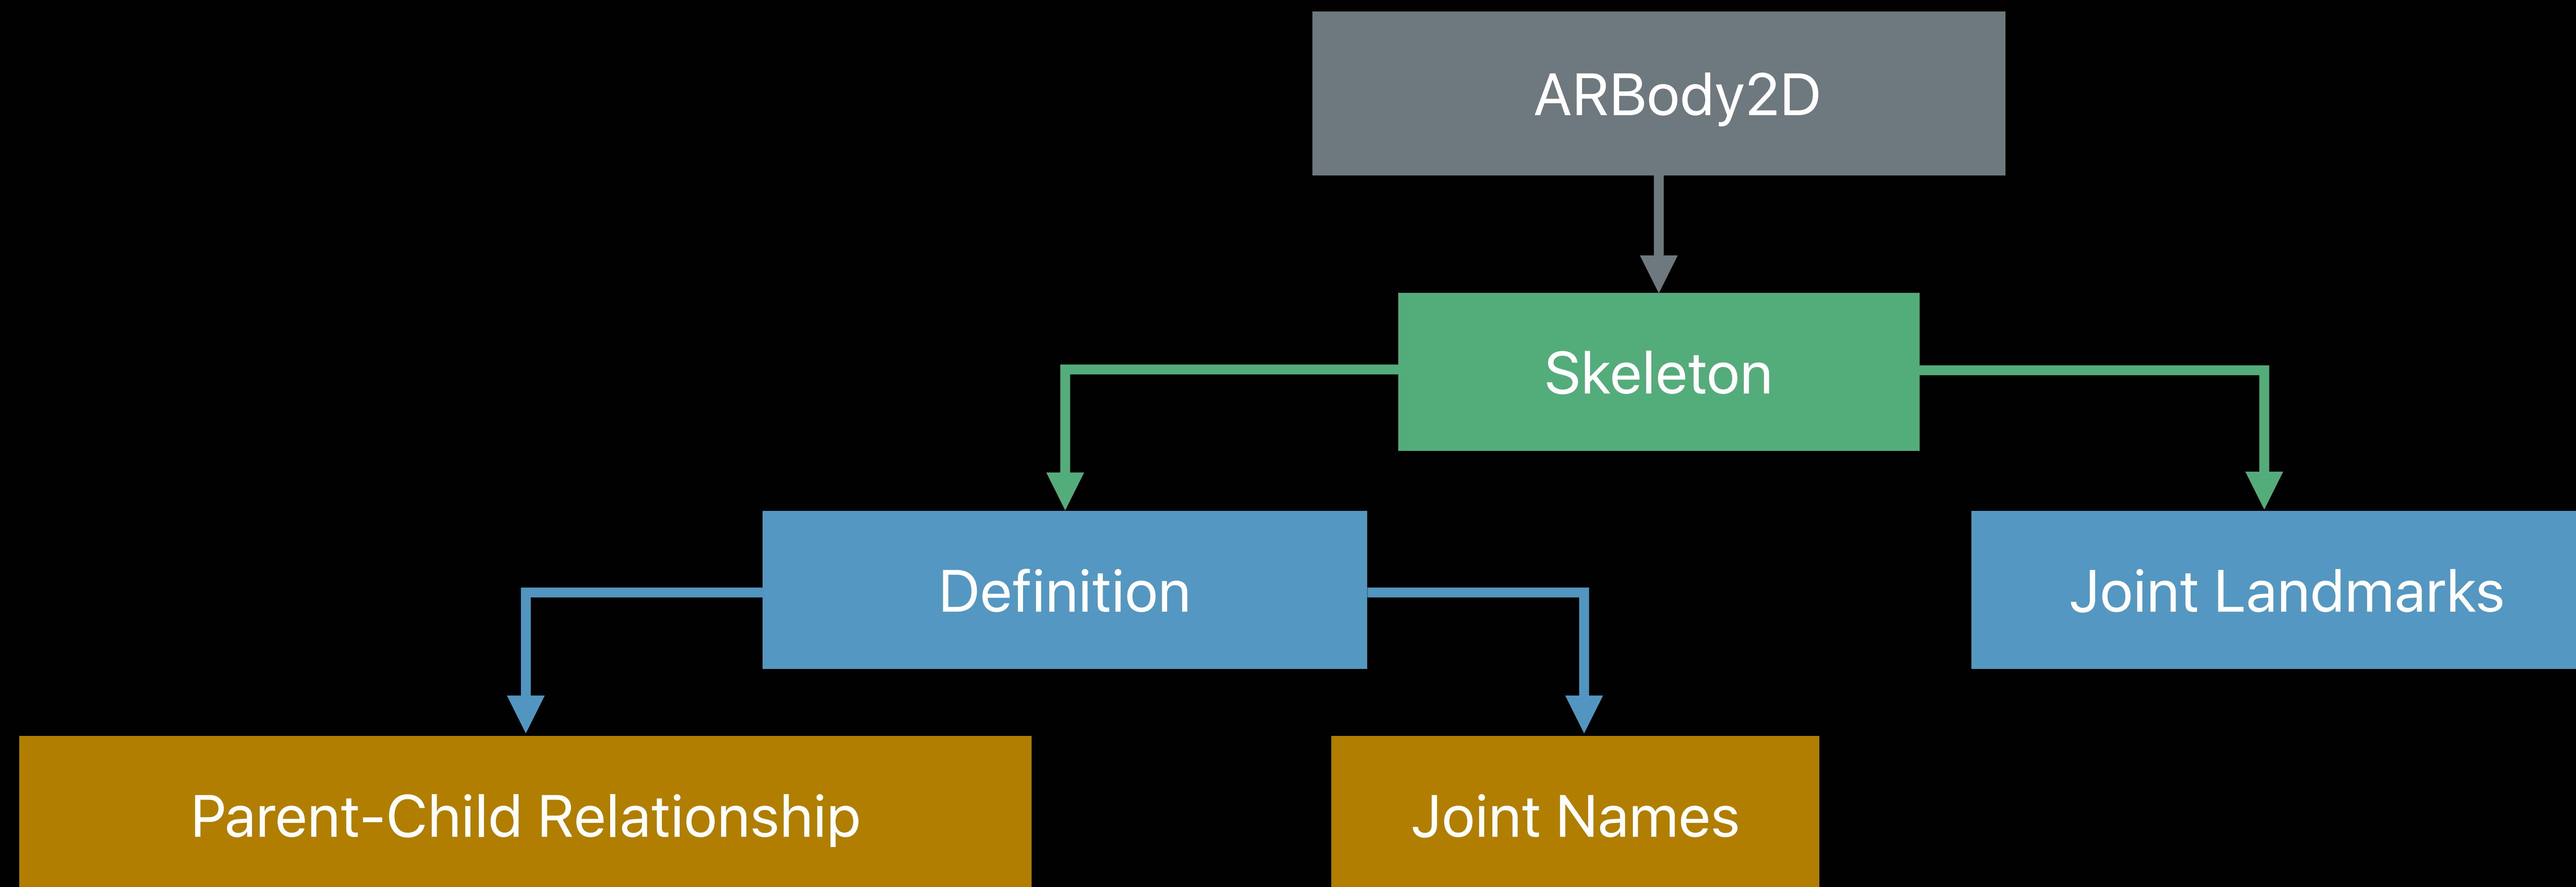 ARBody2D
Skeleton
Definition
Joint Landmarks
Parent-Child Relationship
Joint Names